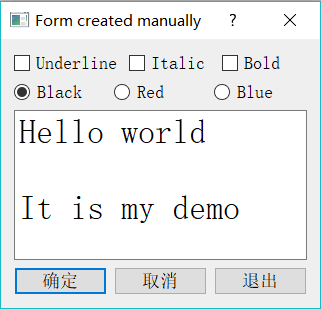 Form created manually ?
Underline Italic Bold
Black Red Blue
Hello world
It is my demo
确定 取消 退出